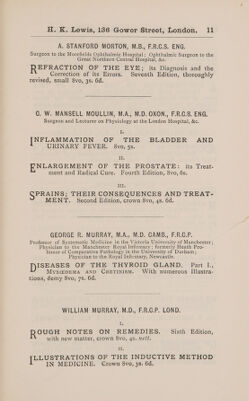 H. K. Lewis, 136 Gower Street, London. 11
A. STANFORD MORTON, M.B., F.R.C.S. ENG.
Surgeon to the Moorfields Ophthalmic Hospital; Ophthalmic Surgeon to the
Great Northern Central Hospital, &c.
REFRACTION OF THE EYE; its Diagnosis and the
Correction of its Errors. Seventh Edition, thoroughly
revised, small 8vo, 3s. 6d.
C. W. MANSELL MOULLIN, M.A., M.D. OXON., F.R.C.S. ENG.
Surgeon and Lecturer on Physiology at the London Hospital, &c.
I.
INFLAMMATION OF THE BLADDER AND
URINARY FEVER. 8vo, 5s.
II.
ENLARGEMENT OF THE PROSTATE: its Treat-
ment and Radical Cure. Fourth Edition, 8vo, 6s.
III.
SPRAINS; THEIR CONSEQUENCES AND TREAT-
MENT. Second Edition, crown 8vo, 4s. 6d.
GEORGE R. MURRAY, M.A., M.D. CAMB., F.R.C.P.
Professor of Systematic Medicine in the Victoria University of Manchester;
Physician to the Manchester Royal Infirmary; formerly Heath Pro-
fessor of Comparative Pathology in the University of Durham;
Physician to the Royal Infirmary, Newcastle.
DISEASES OF THE THYROID GLAND. Part I.,
MYXŒDEMA AND CRETINISM. With numerous Illustra-
tions, demy 8vo, 7s. 6d.
WILLIAM MURRAY, M.D., F.R.C.P. LOND.
I.
ROUGH NOTES ON REMEDIES. Sixth Edition,
with new matter, crown 8vo, 4s. nett.
II.
ILLUSTRATIONS OF THE INDUCTIVE METHOD
IN MEDICINE. Crown 8vo, 3s. 6d.